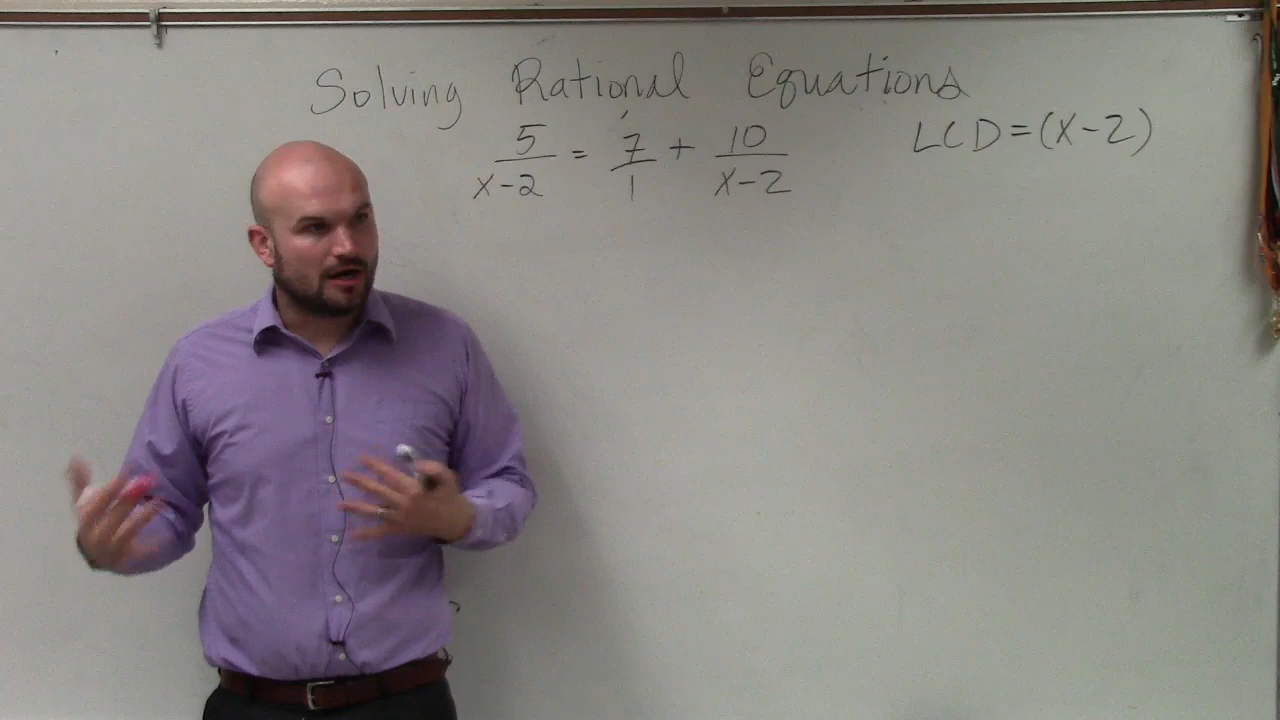 Solving Rational Equations
5/x-2 = 7/1 + 10/x-2
LCD=(x-2)